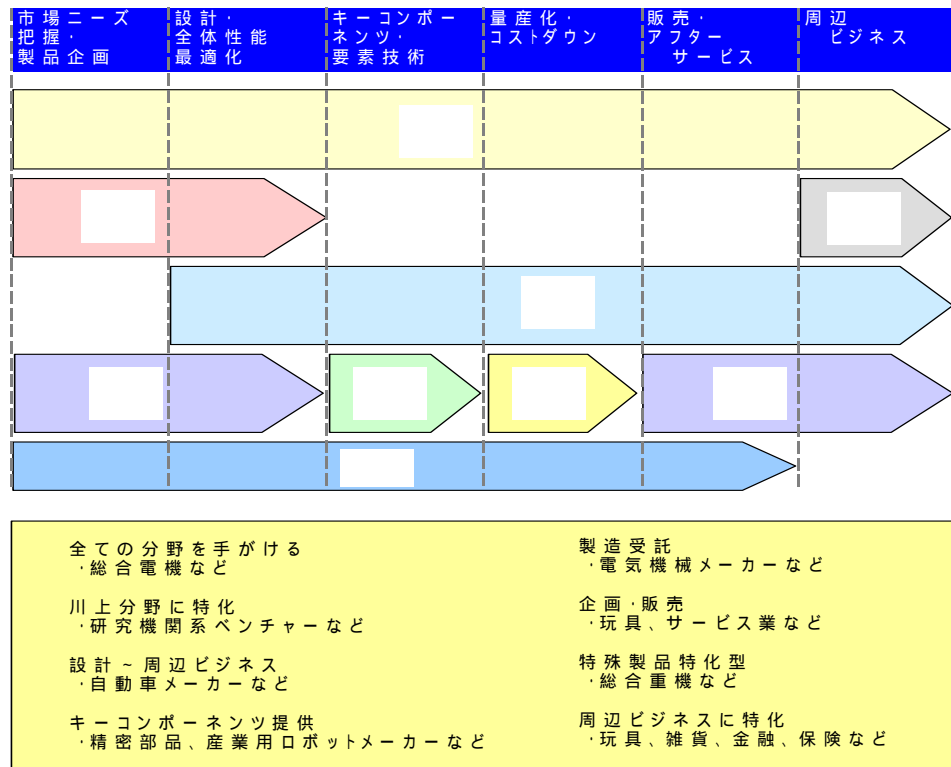 市場ニーズ
把握・
製品企画
設計・
全体性能
最適化
キーコンポー
ネンツ・
要素技術
量産化・
コストダウン
販売・
アフター
サービス
周辺
ビジネス
全ての分野を手がける
・総合電機など
川上分野に特化
・研究機関系ベンチャーなど
設計~周辺ビジネス
・自動車メーカーなど
キーコンポーネンツ提供
・精密部品、産業用ロボットメーカーなど
製造受託
・電気機械メーカーなど
企画・販売
・玩具、サービス業など
特殊製品特化型
・総合重機など
周辺ビジネスに特化
・玩具、雑貨、金融、保険など